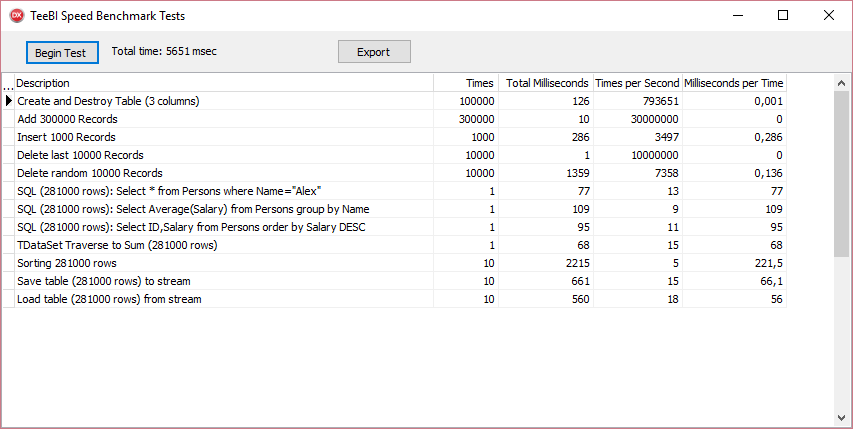 DX TeeBI Speed Benchmark Tests
Begin Test Total time: 5651 msec Export
... Description Times Total Milliseconds Times per Second Milliseconds per Time
Create and Destroy Table (3 columns) 100000 126 793651 0,001
Add 300000 Records 300000 10 30000000 0
Insert 1000 Records 1000 286 3497 0,286
Delete last 10000 Records 10000 1 10000000 0
Delete random 10000 Records 10000 1359 7358 0,136
SQL (281000 rows): Select * from Persons where Name="Alex" 1 77 13 77
SQL (281000 rows): Select Average(Salary) from Persons group by Name 1 109 9 109
SQL (281000 rows): Select ID,Salary from Persons order by Salary DESC 1 95 11 95
TDataSet Traverse to Sum (281000 rows) 1 68 15 68
Sorting 281000 rows 10 2215 5 221,5
Save table (281000 rows) to stream 10 661 15 66,1
Load table (281000 rows) from stream 10 560 18 56